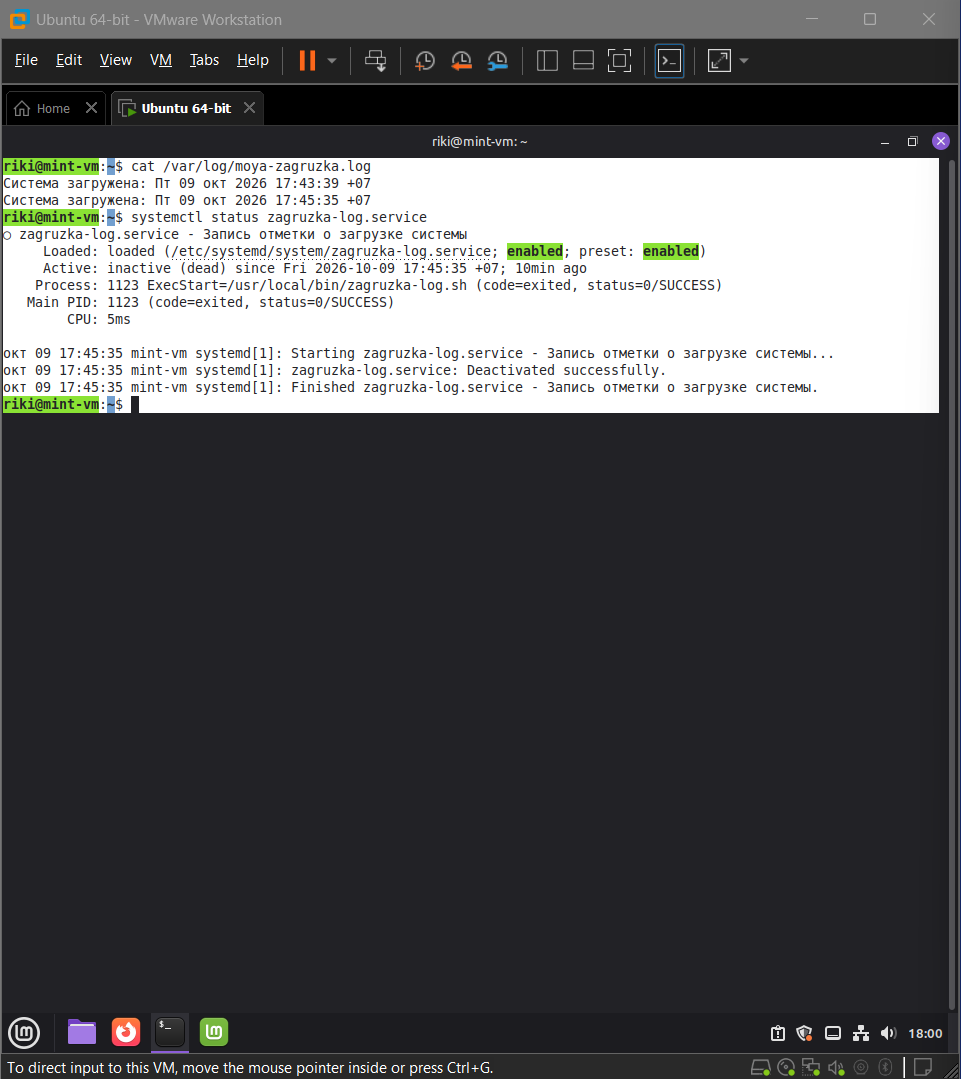 Ubuntu 64-bit - VMware Workstation
File Edit View VM Tabs Help
Home Ubuntu 64-bit
riki@mint-vm: ~
riki@mint-vm:~$ cat /var/log/moya-zagruzka.log
Система загружена: Пт 09 окт 2026 17:43:39 +07
Система загружена: Пт 09 окт 2026 17:45:35 +07
riki@mint-vm:~$ systemctl status zagruzka-log.service
○ zagruzka-log.service - Запись отметки о загрузке системы
     Loaded: loaded (/etc/systemd/system/zagruzka-log.service; enabled; preset: enabled)
     Active: inactive (dead) since Fri 2026-10-09 17:45:35 +07; 10min ago
    Process: 1123 ExecStart=/usr/local/bin/zagruzka-log.sh (code=exited, status=0/SUCCESS)
   Main PID: 1123 (code=exited, status=0/SUCCESS)
        CPU: 5ms
окт 09 17:45:35 mint-vm systemd[1]: Starting zagruzka-log.service - Запись отметки о загрузке системы...
окт 09 17:45:35 mint-vm systemd[1]: zagruzka-log.service: Deactivated successfully.
окт 09 17:45:35 mint-vm systemd[1]: Finished zagruzka-log.service - Запись отметки о загрузке системы.
riki@mint-vm:~$
18:00
To direct input to this VM, move the mouse pointer inside or press Ctrl+G.